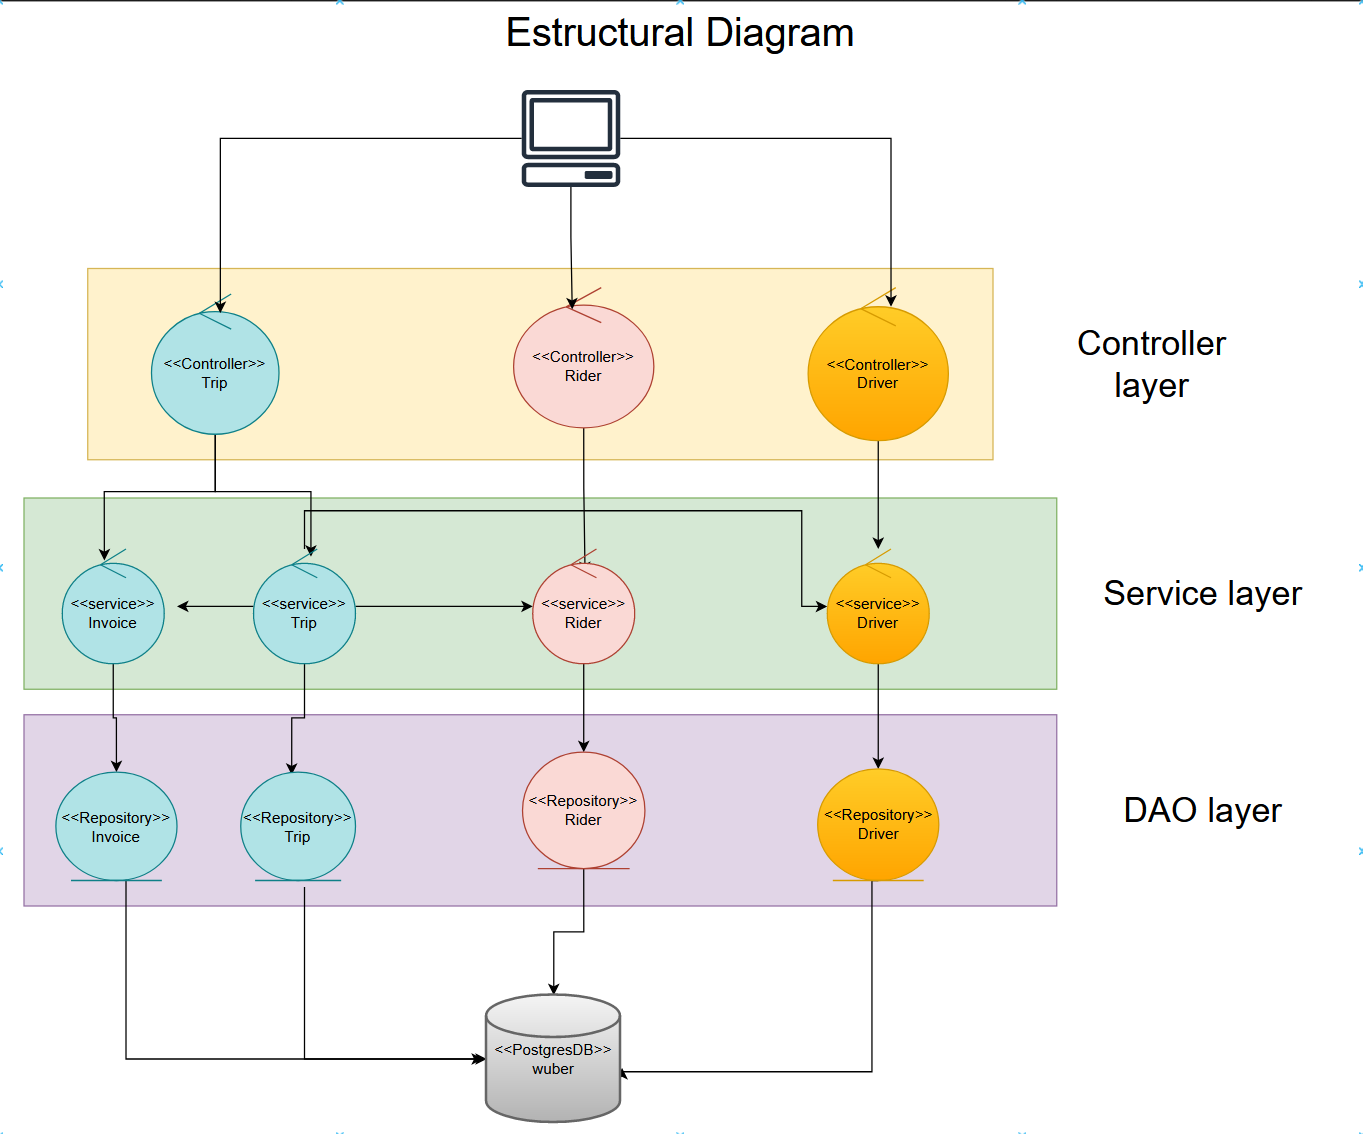 Estructural Diagram
<<Controller>>
Trip
<<Controller>>
Rider
<<Controller>>
Driver
Controller
layer
<<service>>
Invoice
<<service>>
Trip
<<service>>
Rider
<<service>>
Driver
Service layer
<<Repository>>
Invoice
<<Repository>>
Trip
<<Repository>>
Rider
<<Repository>>
Driver
DAO layer
<<PostgresDB>>
wuber